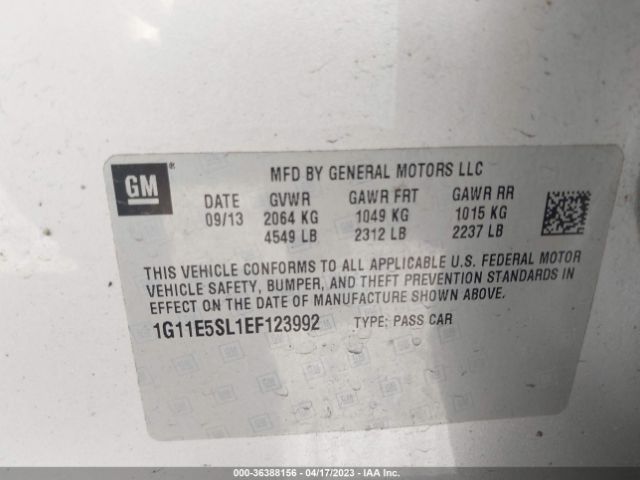 GM®
MFD BY GENERAL MOTORS LLC
DATE GVWR GAWR FRT GAWR RR
09/13 2064 KG 1049 KG 1015 KG
4549 LB 2312 LB 2237 LB
THIS VEHICLE CONFORMS TO ALL APPLICABLE U.S. FEDERAL MOTOR
VEHICLE SAFETY, BUMPER, AND THEFT PREVENTION STANDARDS IN
EFFECT ON THE DATE OF MANUFACTURE SHOWN ABOVE.
1G11E5SL1EF123992 TYPE: PASS CAR
000-36388156 - 04/17/2023 - IAA Inc.